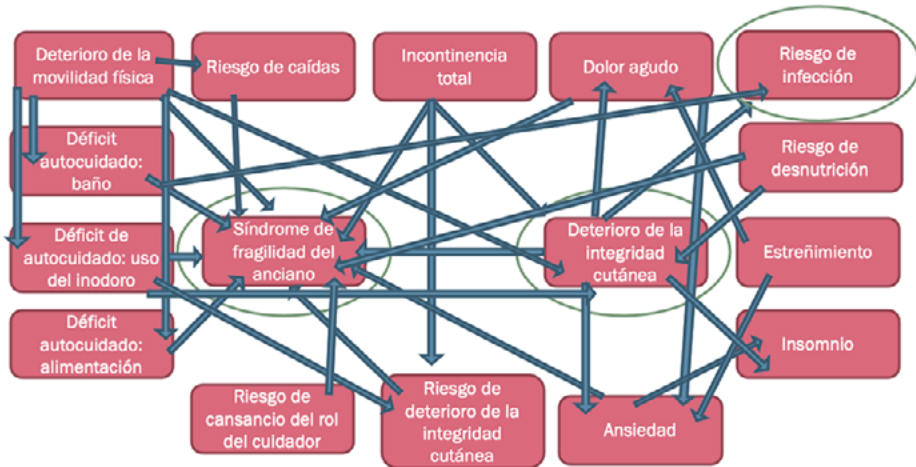 Deterioro de la
movilidad física
Riesgo de caídas
Incontinencia
total
Dolor agudo
Riesgo de
infección
Déficit
autocuidado:
baño
Riesgo de
desnutrición
Déficit de
autocuidado: uso
del inodoro
Síndrome de
fragilidad del
anciano
Deterioro de la
integridad
cutánea
Estreñimiento
Déficit
autocuidado:
alimentación
Insomnio
Riesgo de
cansancio del rol
del cuidador
Riesgo de
deterioro de la
integridad
cutánea
Ansiedad